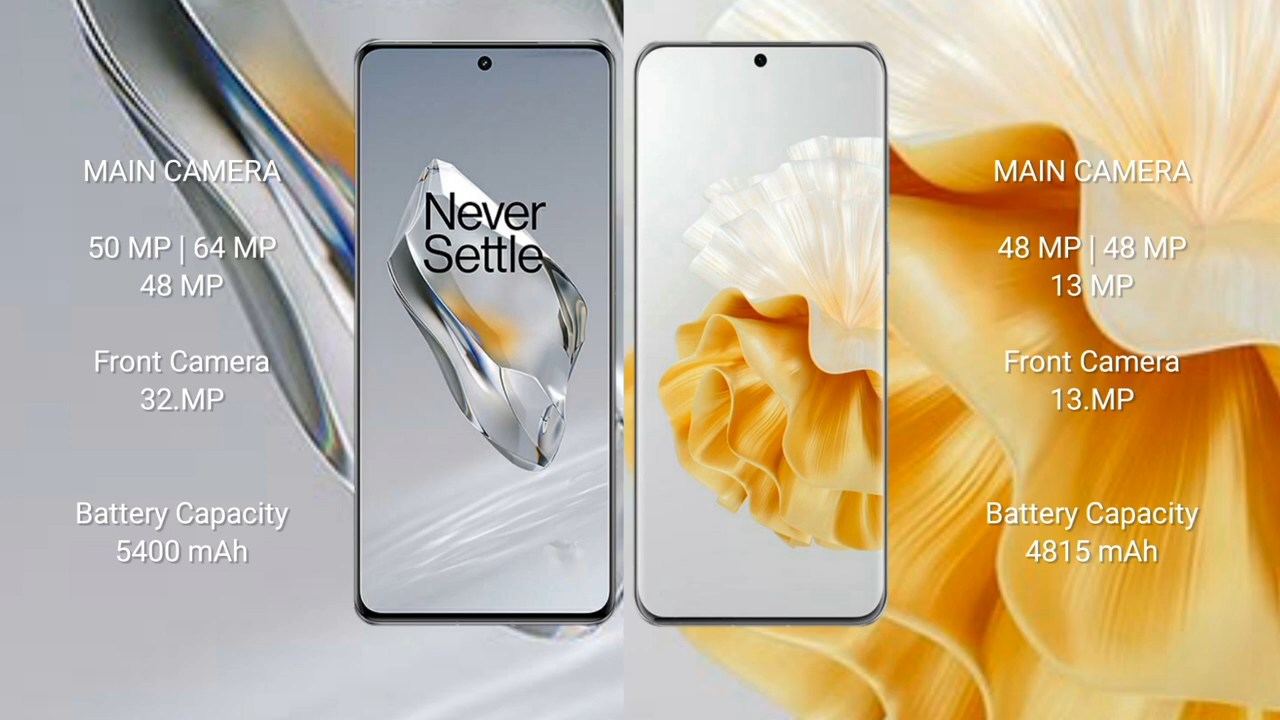 MAIN CAMERA
50 MP | 64 MP
48 MP
Front Camera
32.MP
Battery Capacity
5400 mAh
Never
Settle
MAIN CAMERA
48 MP | 48 MP
13 MP
Front Camera
13.MP
Battery Capacity
4815 mAh